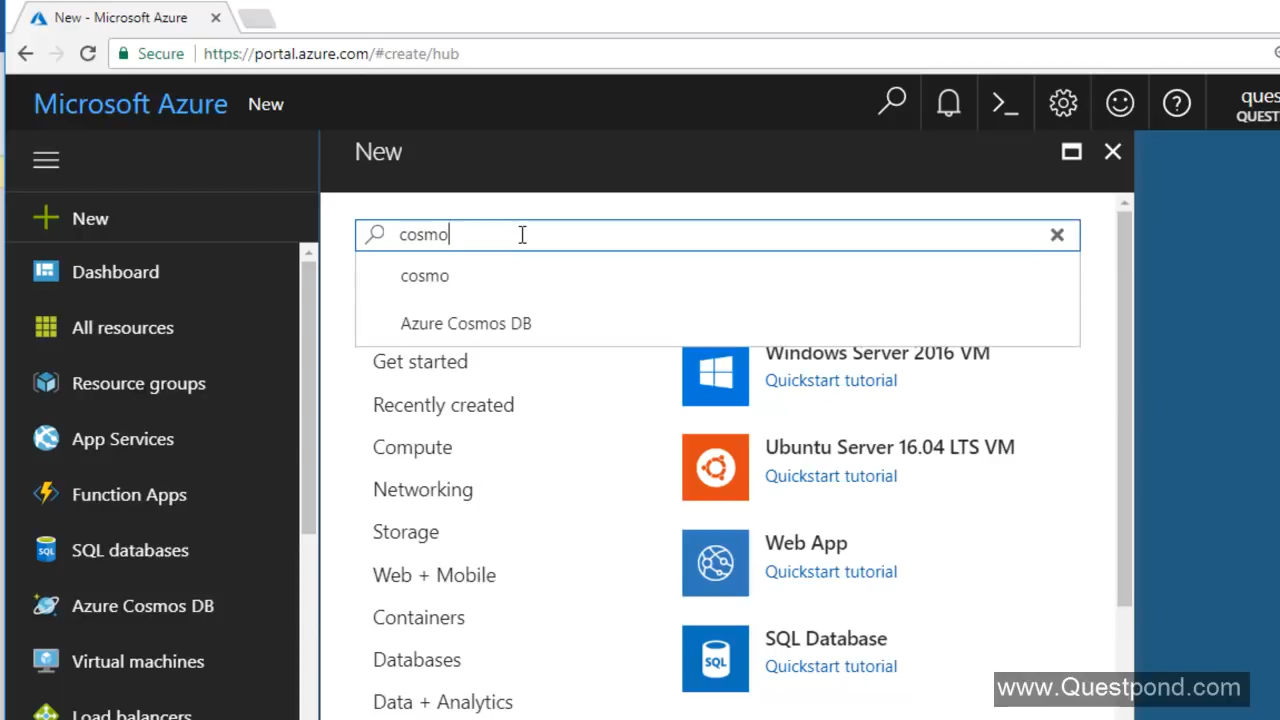 New - Microsoft Azure
Secure https://portal.azure.com/#create/hub
Microsoft Azure New
ques
QUEST
New
New
cosmo
Dashboard
cosmo
All resources
Azure Cosmos DB
Resource groups
App Services
Function Apps
SQL databases
Azure Cosmos DB
Virtual machines
Load balancers
Get started
Recently created
Compute
Networking
Storage
Web + Mobile
Containers
Databases
Data + Analytics
Windows Server 2016 VM
Quickstart tutorial
Ubuntu Server 16.04 LTS VM
Quickstart tutorial
Web App
Quickstart tutorial
SQL
SQL Database
Quickstart tutorial
SQL
www.Questpond.com